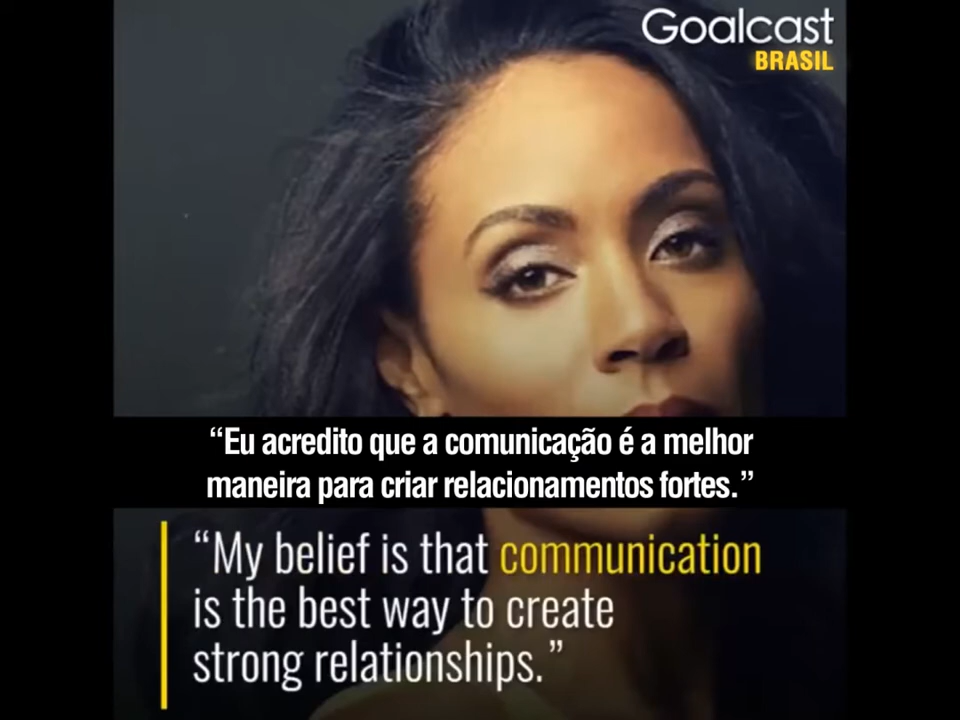 Goalcast
BRASIL
“Eu acredito que a comunicação é a melhor
maneira para criar relacionamentos fortes.”
“My belief is that communication
is the best way to create
strong relationships.”